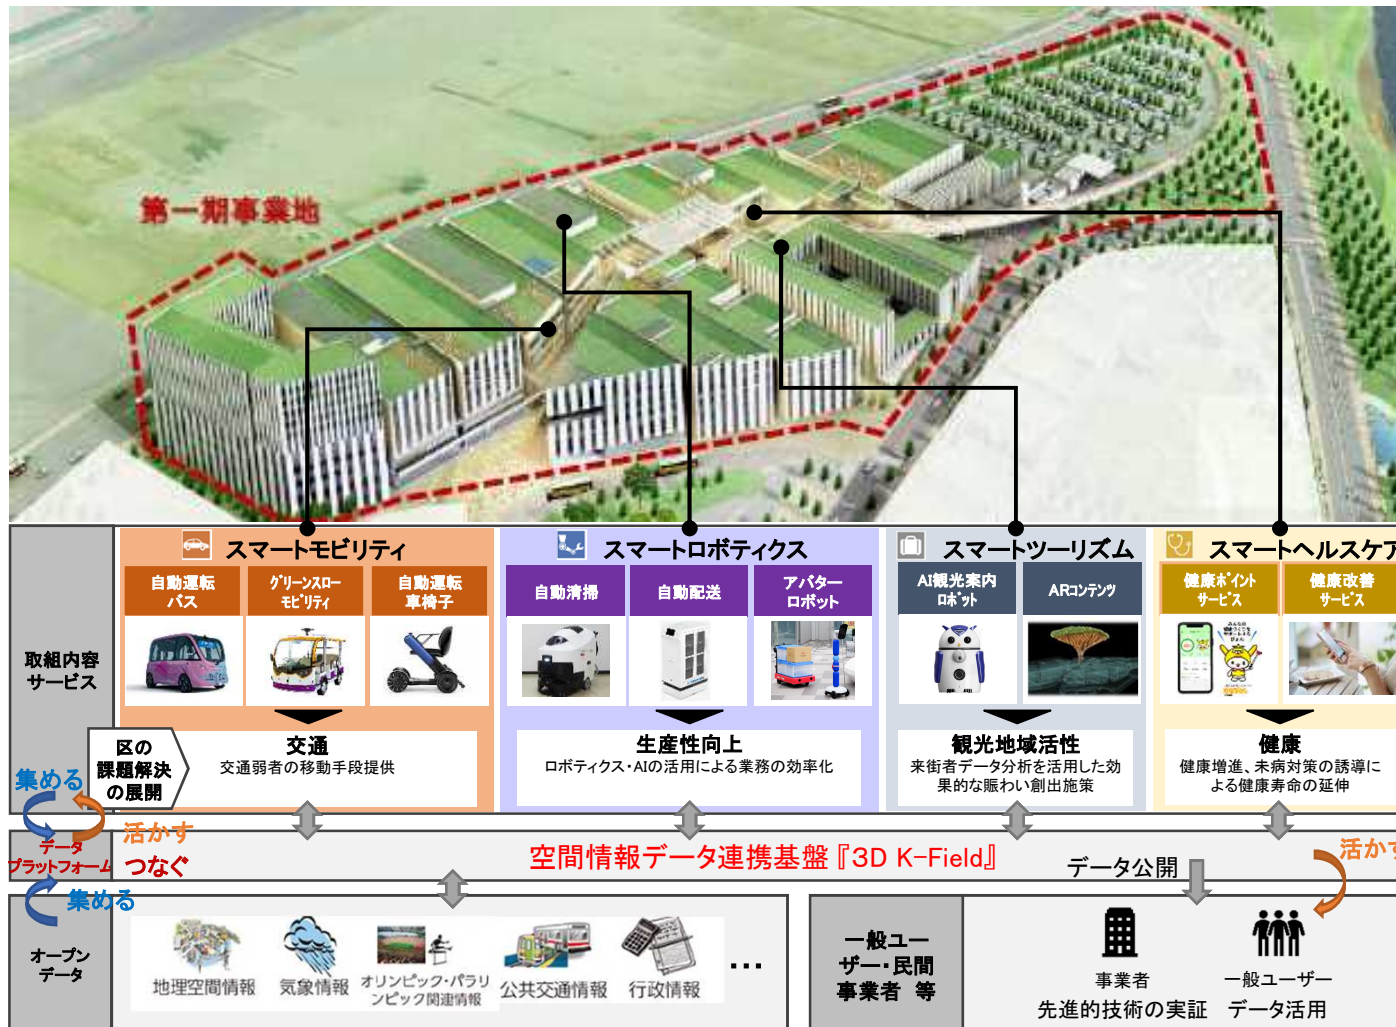 第一期事業地
取組内容
サービス
スマートモビリティ
自動運転
バス
グリーンスロー
モビリティ
自動運転
車椅子
交通
交通弱者の移動手段提供
スマートロボティクス
自動清掃
自動配送
アバター
ロボット
生産性向上
ロボティクス・AIの活用による業務の効率化
スマートツーリズム
AI観光案内
ロボット
ARコンテンツ
観光地域活性
来街者データ分析を活用した効
果的な賑わい創出施策
スマートヘルスケア
健康ポイント
サービス
健康改善
サービス
健康
健康増進、未病対策の誘導に
よる健康寿命の延伸
区の
課題解決
の展開
集める
活かす
データ
プラットフォーム
つなぐ
空間情報データ連携基盤『3D K-Field』
データ公開
活かす
集める
オープン
データ
地理空間情報
気象情報
オリンピック・パラリ
ンピック関連情報
公共交通情報
行政情報
…
一般ユー
ザー・民間
事業者 等
事業者
先進的技術の実証
一般ユーザー
データ活用